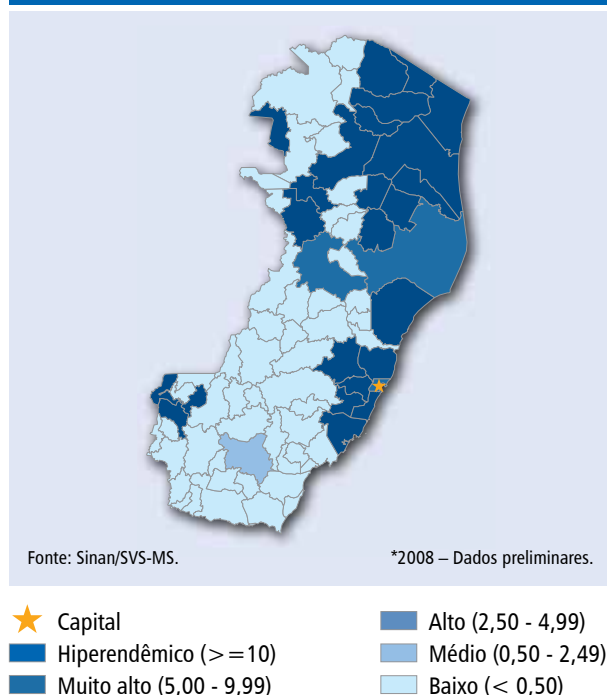 Fonte: Sinan/SVS-MS.
*2008 – Dados preliminares.
Capital
Hiperendêmico (>=10)
Muito alto (5,00 - 9,99)
Alto (2,50 - 4,99)
Médio (0,50 - 2,49)
Baixo (< 0,50)